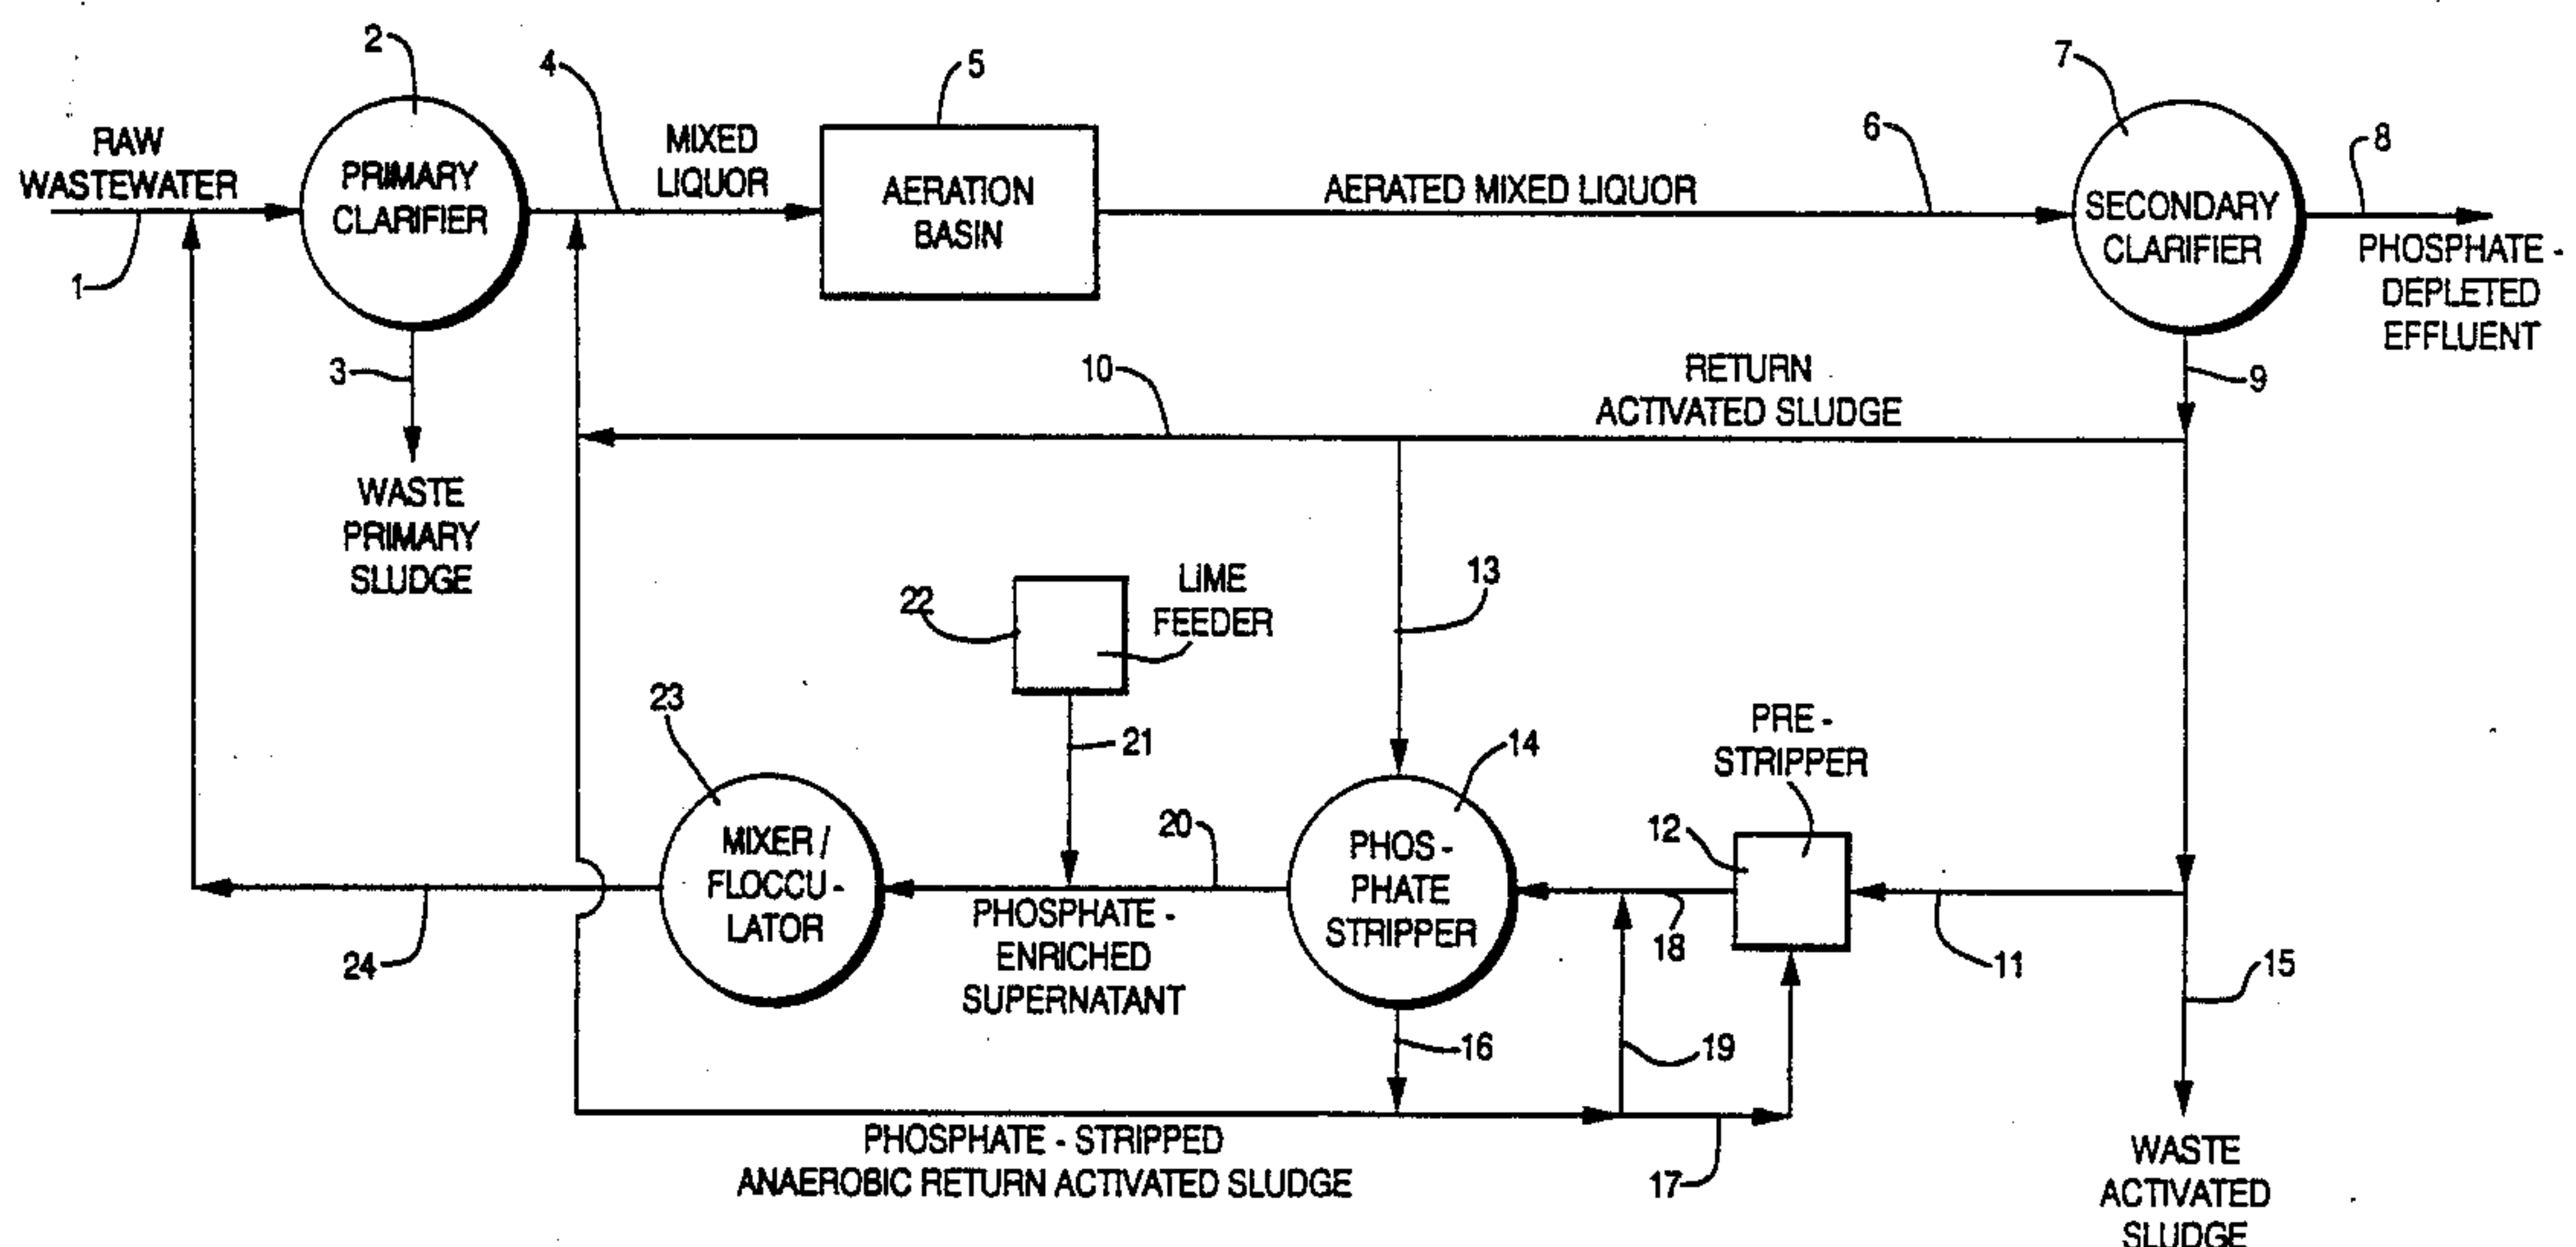 2
4
5
7
RAW
WASTEWATER
PRIMARY
CLARIFIER
MIXED
LIQUOR
AERATION
BASIN
AERATED MIXED LIQUOR
6
SECONDARY
CLARIFIER
8
PHOSPHATE -
DEPLETED
EFFLUENT
1
3
WASTE
PRIMARY
SLUDGE
10
RETURN
ACTIVATED SLUDGE
9
22
LIME
FEEDER
13
23
21
14
PRE -
STRIPPER
MIXER /
FLOCCU -
LATOR
20
PHOS -
PHATE
STRIPPER
12
24
PHOSPHATE -
ENRICHED
SUPERNATANT
18
11
15
16
19
PHOSPHATE - STRIPPED
ANAEROBIC RETURN ACTIVATED SLUDGE
17
WASTE
ACTIVATED
SLUDGE